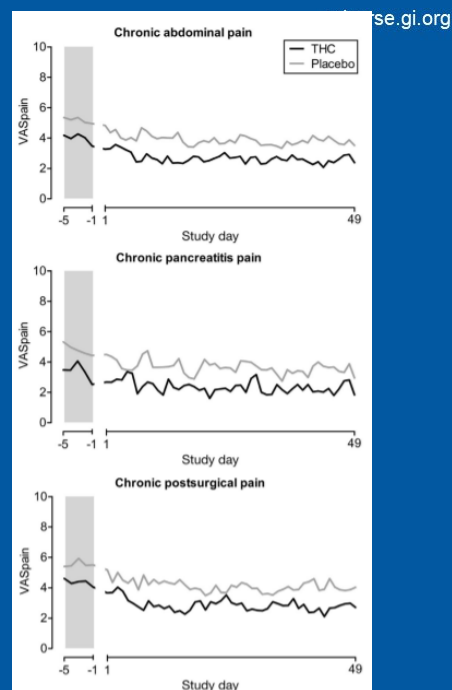 rse.gi.org
Chronic abdominal pain
THC
Placebo
10
8
6
4
2
0
VASpain
-5 -1 1 49
Study day
Chronic pancreatitis pain
10
8
6
4
2
0
VASpain
-5 -1 1 49
Study day
Chronic postsurgical pain
10
8
6
4
2
0
VASpain
-5 -1 1 49
Study day